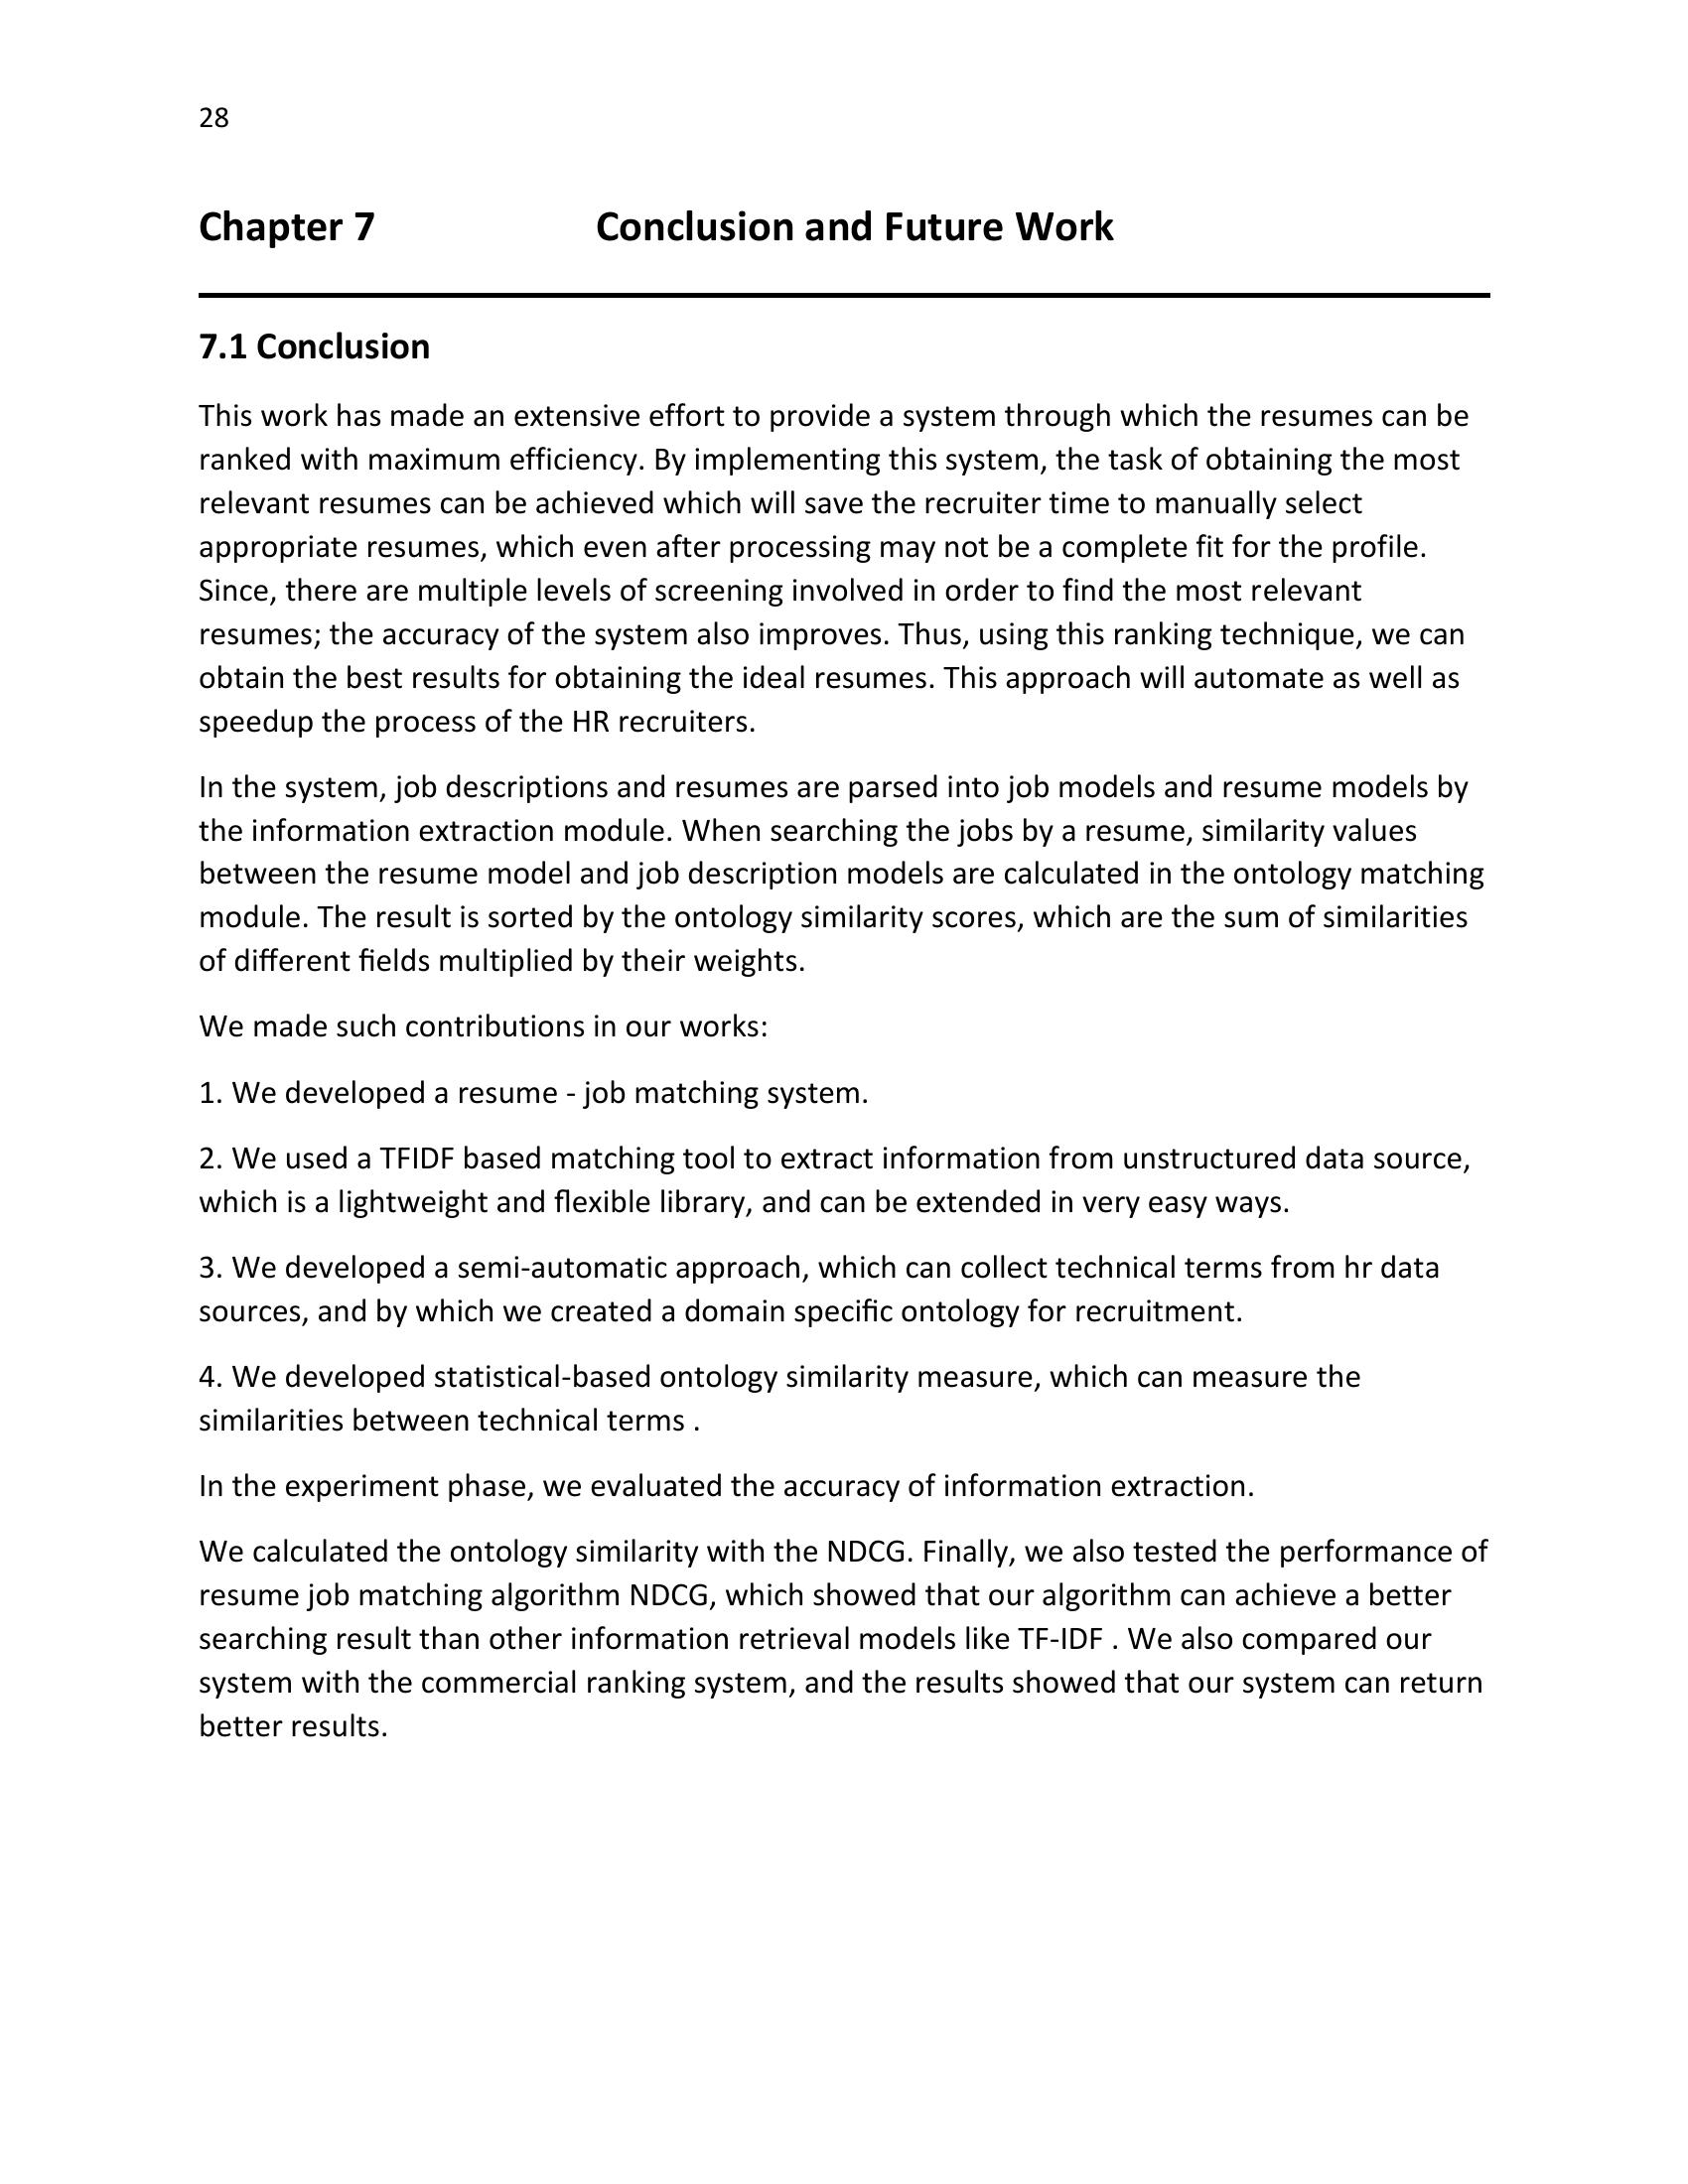 28
Chapter 7 Conclusion and Future Work
7.1 Conclusion
This work has made an extensive effort to provide a system through which the resumes can be
ranked with maximum efficiency. By implementing this system, the task of obtaining the most
relevant resumes can be achieved which will save the recruiter time to manually select
appropriate resumes, which even after processing may not be a complete fit for the profile.
Since, there are multiple levels of screening involved in order to find the most relevant
resumes; the accuracy of the system also improves. Thus, using this ranking technique, we can
obtain the best results for obtaining the ideal resumes. This approach will automate as well as
speedup the process of the HR recruiters.
In the system, job descriptions and resumes are parsed into job models and resume models by
the information extraction module. When searching the jobs by a resume, similarity values
between the resume model and job description models are calculated in the ontology matching
module. The result is sorted by the ontology similarity scores, which are the sum of similarities
of different fields multiplied by their weights.
We made such contributions in our works:
1. We developed a resume - job matching system.
2. We used a TFIDF based matching tool to extract information from unstructured data source,
which is a lightweight and flexible library, and can be extended in very easy ways.
3. We developed a semi-automatic approach, which can collect technical terms from hr data
sources, and by which we created a domain specific ontology for recruitment.
4. We developed statistical-based ontology similarity measure, which can measure the
similarities between technical terms .
In the experiment phase, we evaluated the accuracy of information extraction.
We calculated the ontology similarity with the NDCG. Finally, we also tested the performance of
resume job matching algorithm NDCG, which showed that our algorithm can achieve a better
searching result than other information retrieval models like TF-IDF . We also compared our
system with the commercial ranking system, and the results showed that our system can return
better results.